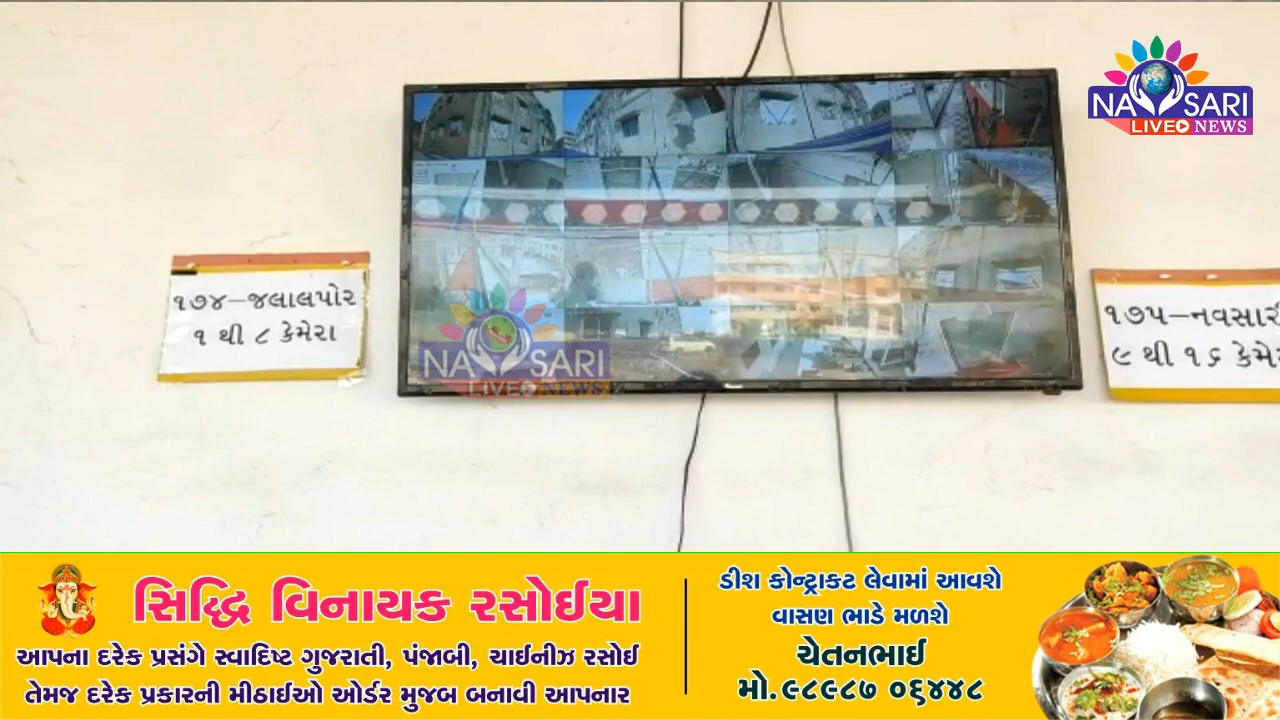 NAVSARI
LIVE NEWS
૧૭૪-જલાલપોર
૧ થી ૮ કેમેરા
૧૭૫-નવસારી
૯ થી ૧૬ કેમેરા
NAVSARI
LIVE NEWS
સિદ્ધિ વિનાયક રસોઈયા
આપના દરેક પ્રસંગે સ્વાદિષ્ટ ગુજરાતી, પંજાબી, ચાઈનીઝ રસોઈ
તેમજ દરેક પ્રકારની મીઠાઈઓ ઓર્ડર મુજબ બનાવી આપનાર
ડીશ કોન્ટ્રાકટ લેવામાં આવશે
વાસણ ભાડે મળશે
ચેતનભાઈ
મો.૯૮૯૮૭ ૦૬૪૪૮